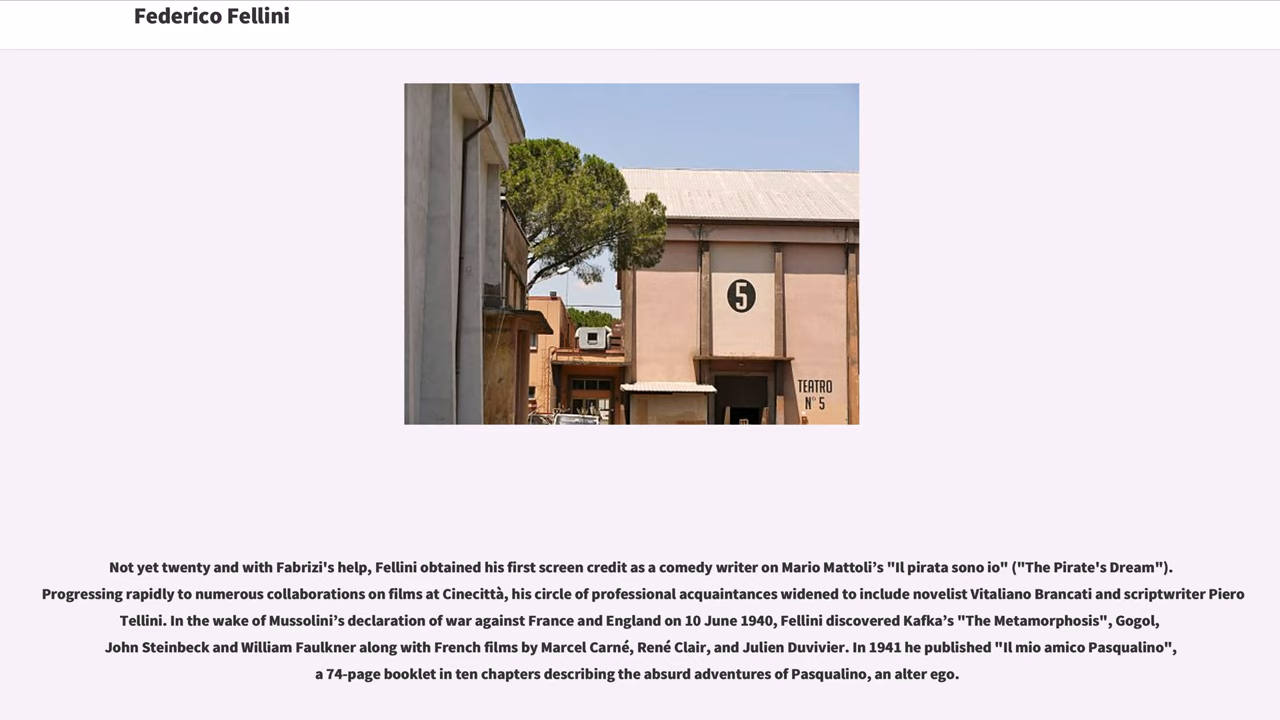 Federico Fellini
5
TEATRO
N° 5
Not yet twenty and with Fabrizi's help, Fellini obtained his first screen credit as a comedy writer on Mario Mattoli’s "Il pirata sono io" ("The Pirate's Dream").
Progressing rapidly to numerous collaborations on films at Cinecittà, his circle of professional acquaintances widened to include novelist Vitaliano Brancati and scriptwriter Piero
Tellini. In the wake of Mussolini’s declaration of war against France and England on 10 June 1940, Fellini discovered Kafka’s "The Metamorphosis", Gogol,
John Steinbeck and William Faulkner along with French films by Marcel Carné, René Clair, and Julien Duvivier. In 1941 he published "Il mio amico Pasqualino",
a 74-page booklet in ten chapters describing the absurd adventures of Pasqualino, an alter ego.